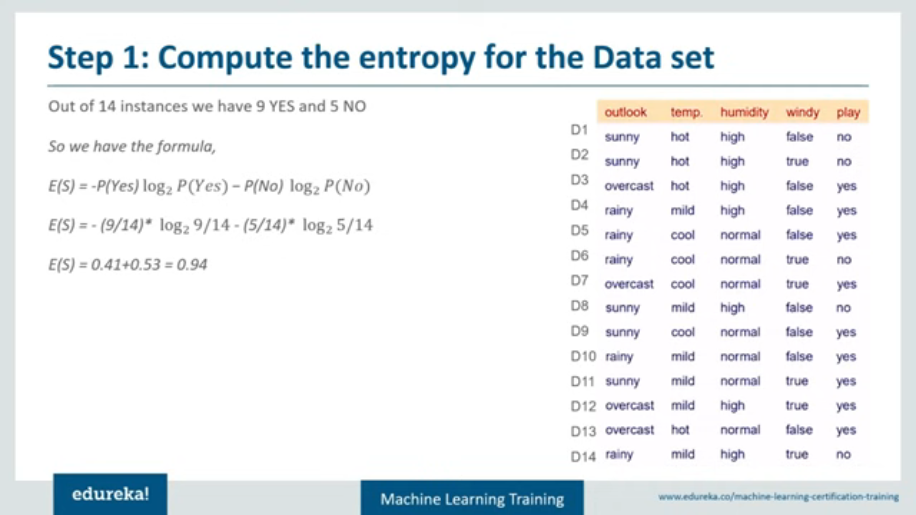 Step 1: Compute the entropy for the Data set
Out of 14 instances we have 9 YES and 5 NO
So we have the formula,
E(S) = -P(Yes) log₂ P(Yes) – P(No) log₂ P(No)
E(S) = - (9/14)* log₂ 9/14 - (5/14)* log₂ 5/14
E(S) = 0.41+0.53 = 0.94
outlook temp. humidity windy play
D1 sunny hot high false no
D2 sunny hot high true no
D3 overcast hot high false yes
D4 rainy mild high false yes
D5 rainy cool normal false yes
D6 rainy cool normal true no
D7 overcast cool normal true yes
D8 sunny mild high false no
D9 sunny cool normal false yes
D10 rainy mild normal false yes
D11 sunny mild normal true yes
D12 overcast mild high true yes
D13 overcast hot normal false yes
D14 rainy mild high true no
edureka!
Machine Learning Training
www.edureka.co/machine-learning-certification-training